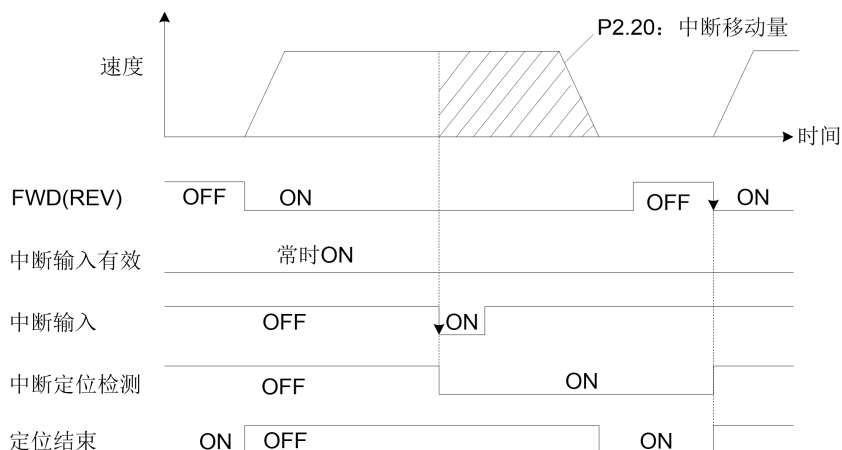 P2.20：中断移动量
速度
时间
FWD(REV) OFF ON OFF ON
中断输入有效 常时ON
中断输入 OFF ON
中断定位检测 OFF ON
定位结束 ON OFF ON